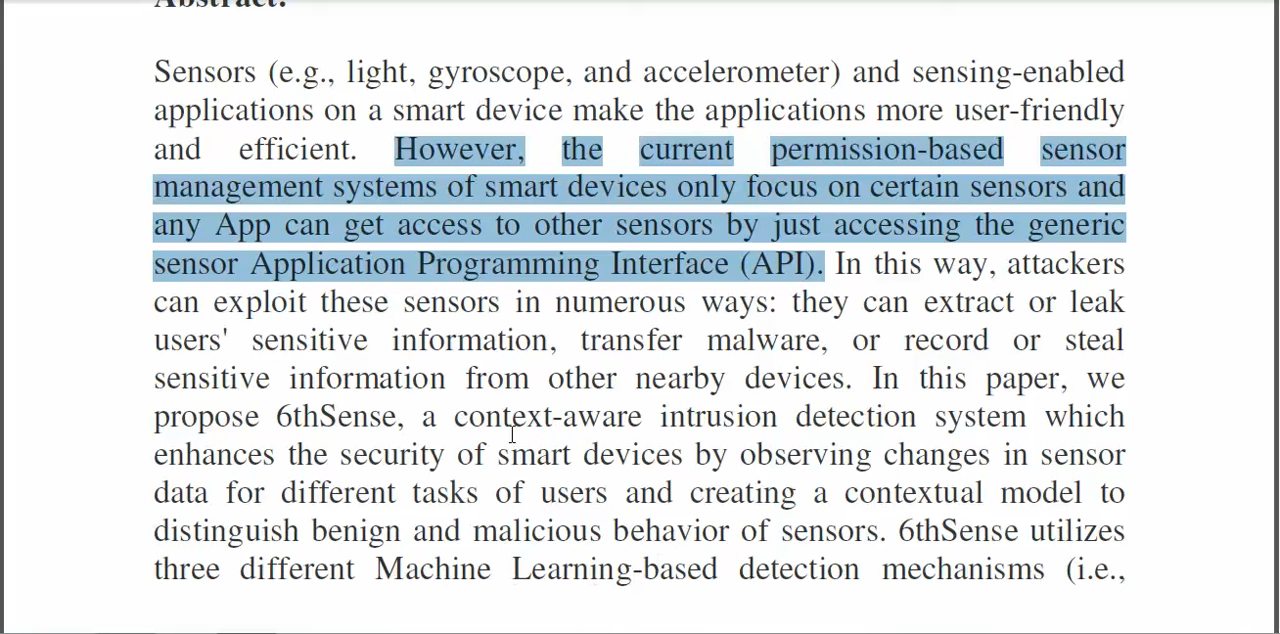 Abstract:
Sensors (e.g., light, gyroscope, and accelerometer) and sensing-enabled
applications on a smart device make the applications more user-friendly
and efficient. However, the current permission-based sensor
management systems of smart devices only focus on certain sensors and
any App can get access to other sensors by just accessing the generic
sensor Application Programming Interface (API). In this way, attackers
can exploit these sensors in numerous ways: they can extract or leak
users' sensitive information, transfer malware, or record or steal
sensitive information from other nearby devices. In this paper, we
propose 6thSense, a context-aware intrusion detection system which
enhances the security of smart devices by observing changes in sensor
data for different tasks of users and creating a contextual model to
distinguish benign and malicious behavior of sensors. 6thSense utilizes
three different Machine Learning-based detection mechanisms (i.e.,